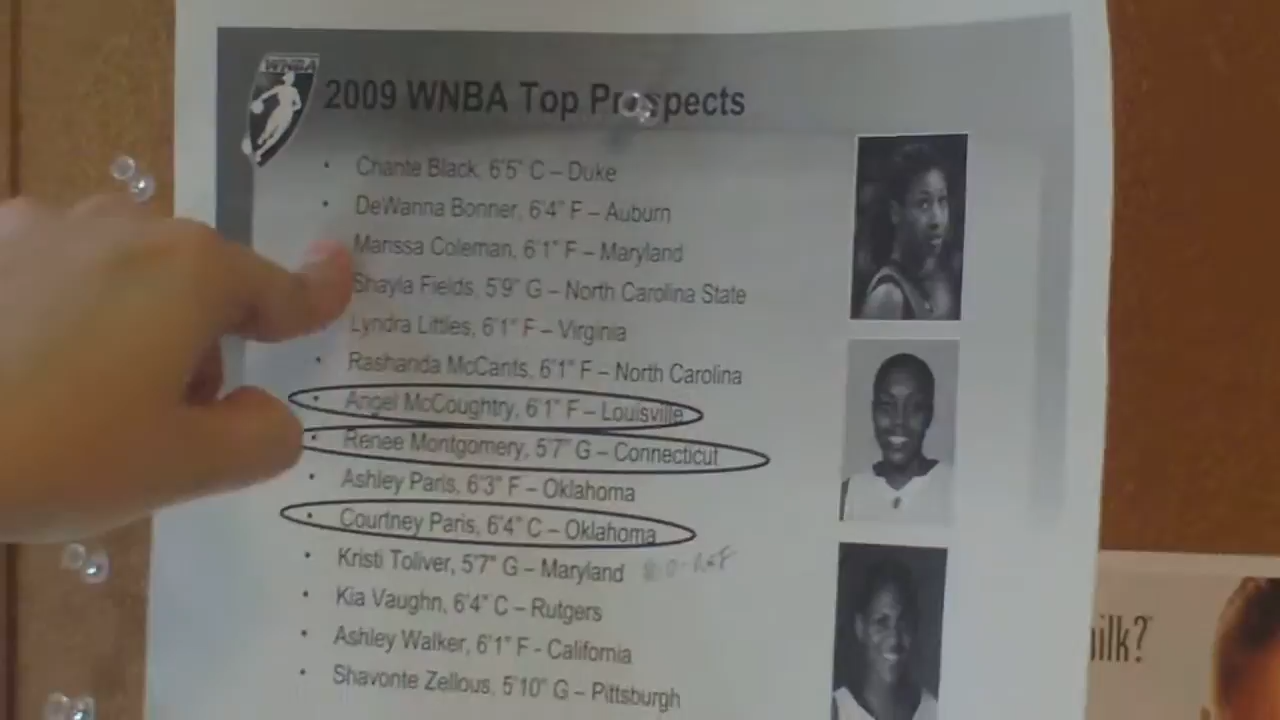 WNBA
2009 WNBA Top Prospects
• Chante Black, 6'5" C – Duke
• DeWanna Bonner, 6'4" F – Auburn
Marissa Coleman, 6'1" F – Maryland
Shayla Fields, 5'9" G – North Carolina State
Lyndra Littles, 6'1" F – Virginia
• Rashanda McCants, 6'1" F – North Carolina
• Angel McCoughtry, 6'1" F – Louisville
• Renee Montgomery, 5'7" G – Connecticut
• Ashley Paris, 6'3" F – Oklahoma
• Courtney Paris, 6'4" C – Oklahoma
• Kristi Toliver, 5'7" G – Maryland
• Kia Vaughn, 6'4" C – Rutgers
• Ashley Walker, 6'1" F - California
• Shavonte Zellous, 5'10" G – Pittsburgh
milk?